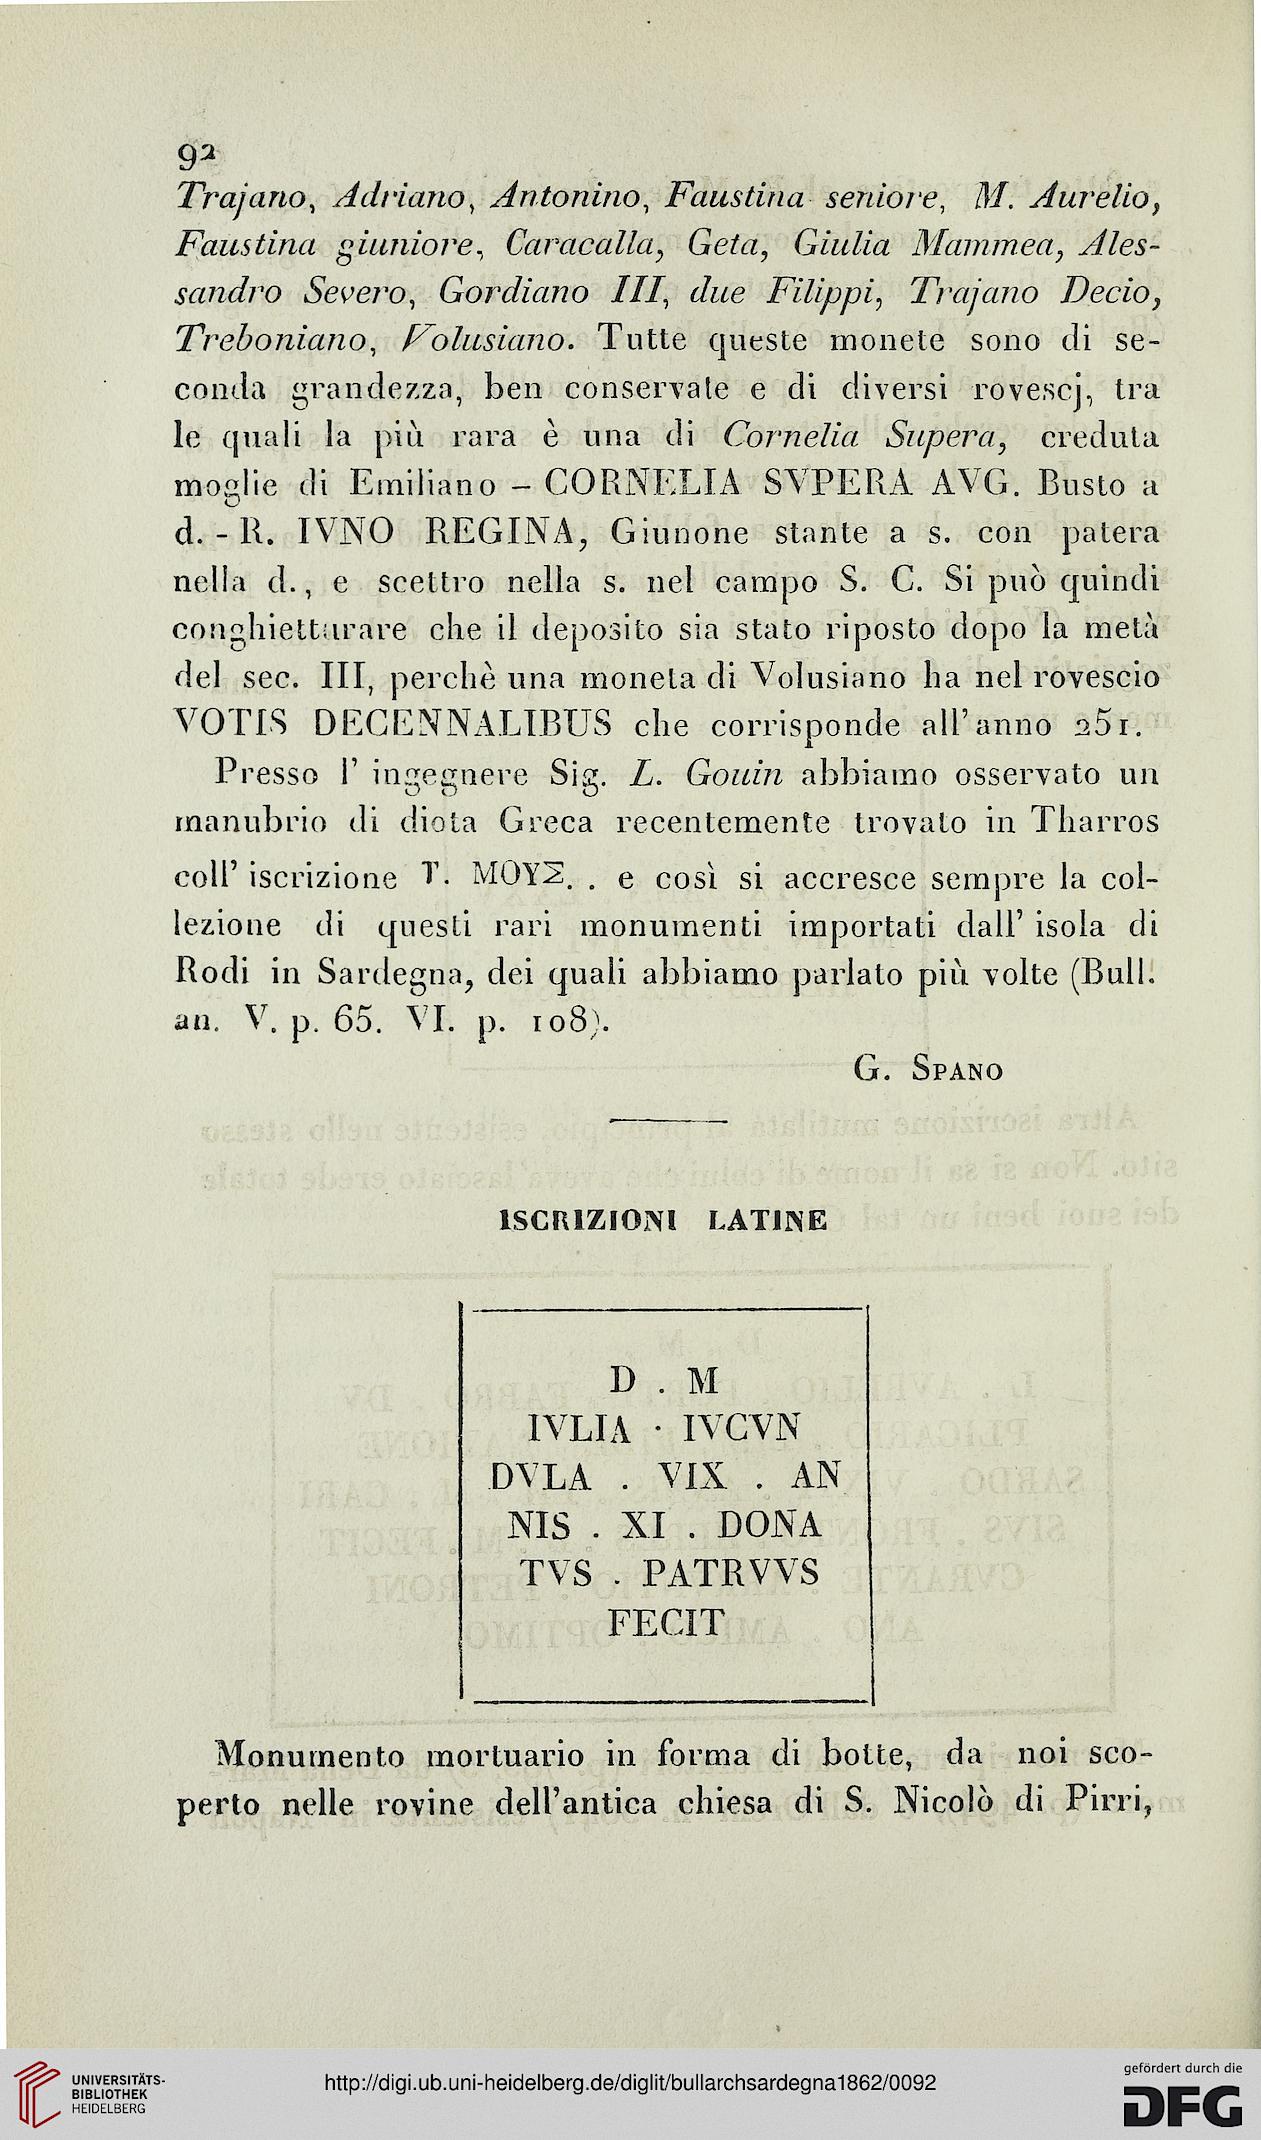 92
Trajano, Adriano, Antonino, Faustina seniore, M. Aurelio,
Faustina giuniore, Caracalla, Geta, Giulia Mammea, Ales-
sandro Severo, Gordiano III, due Filippi, Trajano Decio,
Treboniano, Volusiano. Tutte queste monete sono di se-
conda grandezza, ben conservate e di diversi rovescj, tra
le quali la più rara è una di Cornelia Supera, creduta
moglie di Emiliano – CORNELIA SVPERA AVG. Busto a
d. - R. IVNO REGINA, Giunone stante a s. con patera
nella d., e scettro nella s. nel campo S. C. Si può quindi
conghietturare che il deposito sia stato riposto dopo la metà
del sec. III, perchè una moneta di Volusiano ha nel rovescio
VOTIS DECENNALIBUS che corrisponde all' anno 251.
Presso l' ingegnere Sig. L. Gouin abbiamo osservato un
manubrio di diota Greca recentemente trovato in Tharros
coll' iscrizione Τ. ΜΟΥΣ. . e così si accresce sempre la col-
lezione di questi rari monumenti importati dall' isola di
Rodi in Sardegna, dei quali abbiamo parlato più volte (Bull.
an. V. p. 65. VI. p. 108).
G. SPANO
ISCRIZIONI LATINE
D . M
IVLIA · IVCVN
DVLA . VIX . AN
NIS . XI . DONA
TVS . PATRVVS
FECIT
Monumento mortuario in forma di botte, da noi sco-
perto nelle rovine dell'antica chiesa di S. Nicolò di Pirri,
UNIVERSITÄTS-
BIBLIOTHEK
HEIDELBERG
http://digi.ub.uni-heidelberg.de/diglit/bullarchsardegna1862/0092
gefördert durch die
DFG